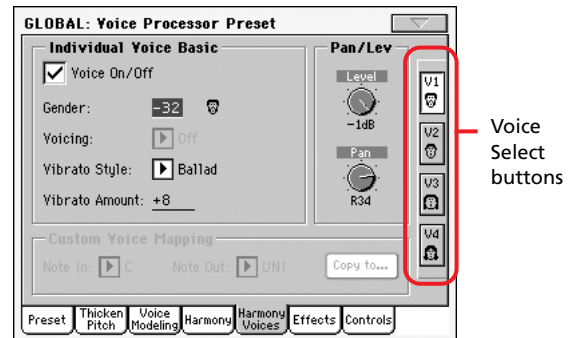 GLOBAL: Voice Processor Preset
Individual Voice Basic
Voice On/Off
Gender: -32
Voicing: Off
Vibrato Style: Ballad
Vibrato Amount: +8
Pan/Lev
Level
-1dB
Pan
R34
V1
V2
V3
V4
Voice
Select
buttons
Custom Voice Mapping
Note In: C Note Out: UNI Copy to...
Preset Thicken Pitch Voice Modeling Harmony Harmony Voices Effects Controls